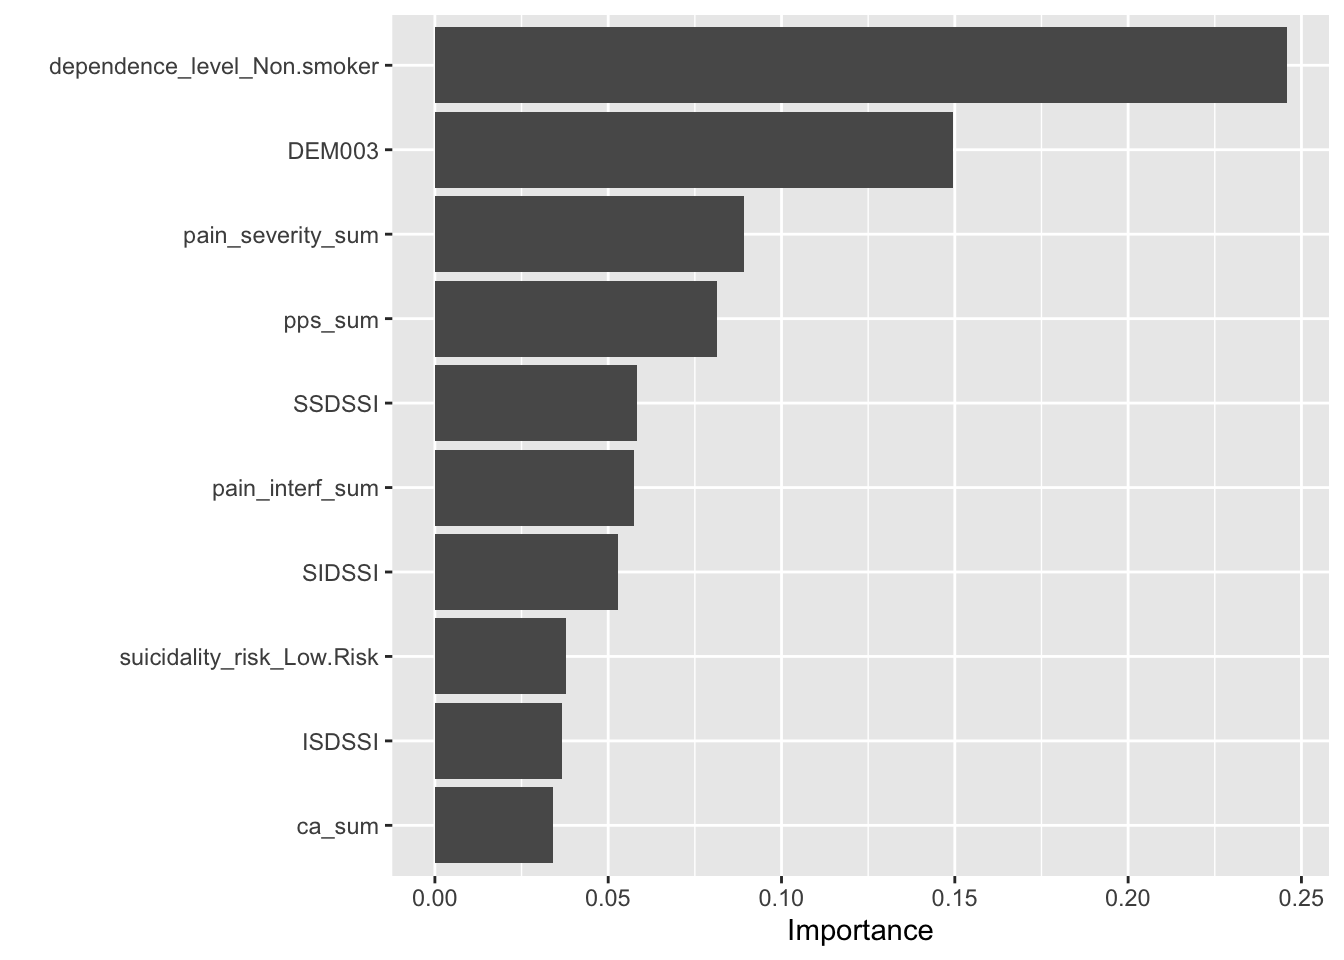 dependence_level_Non.smoker
DEM003
pain_severity_sum
pps_sum
SSDSSI
pain_interf_sum
SIDSSI
suicidality_risk_Low.Risk
ISDSSI
ca_sum
0.00 0.05 0.10 0.15 0.20 0.25
Importance